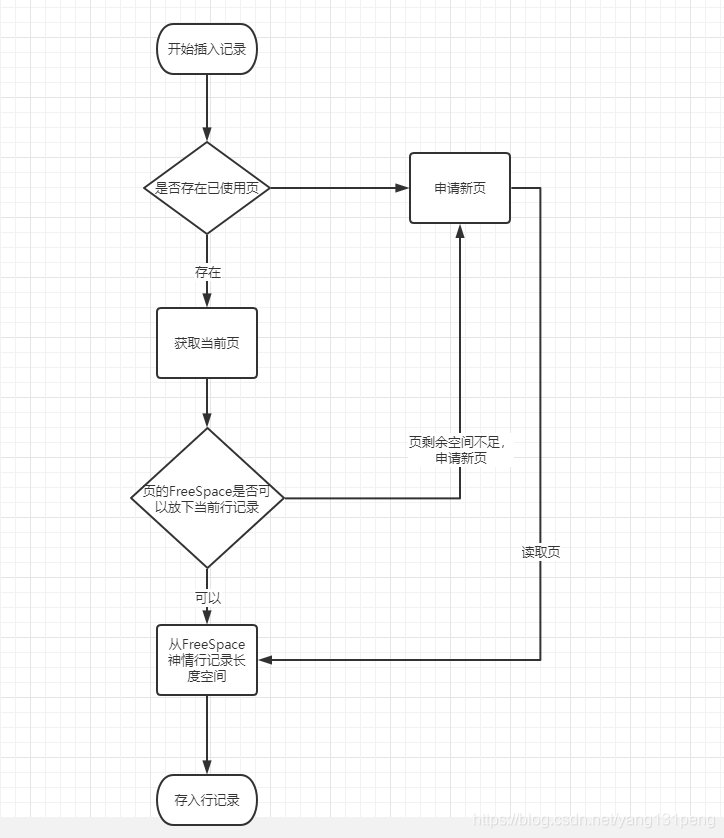 开始插入记录
是否存在已使用页
申请新页
存在
获取当前页
页剩余空间不足，
申请新页
页的FreeSpace是否可
以放下当前行记录
读取页
可以
从FreeSpace
神情行记录长
度空间
存入行记录
https://blog.csdn.net/yang131peng